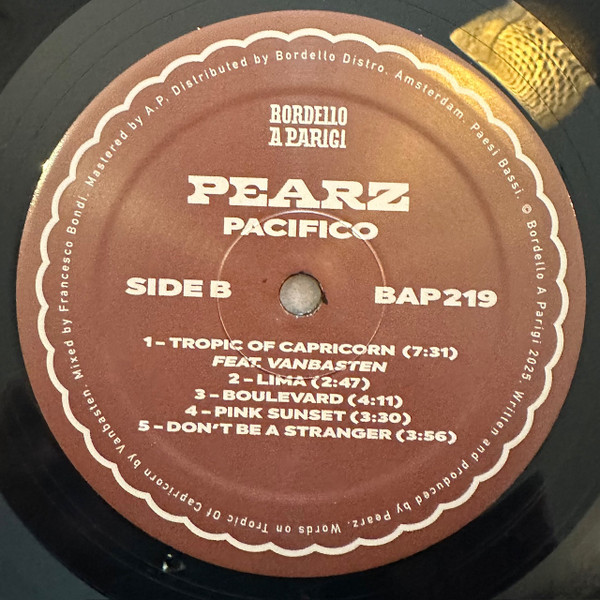 BORDELLO
A PARIGI
PEARZ
PACIFICO
SIDE B
BAP219
1 – TROPIC OF CAPRICORN (7:31)
FEAT. VANBASTEN
2 – LIMA (2:47)
3 – BOULEVARD (4:11)
4 – PINK SUNSET (3:30)
5 – DON'T BE A STRANGER (3:56)
Written and produced by Pearz. Words on Tropic Of Capricorn by Vanbasten. Mixed by Francesco Bondi. Mastered by A.P. Distributed by Bordello Distro. Amsterdam. Paesi Bassi. © Bordello A Parigi 2025.